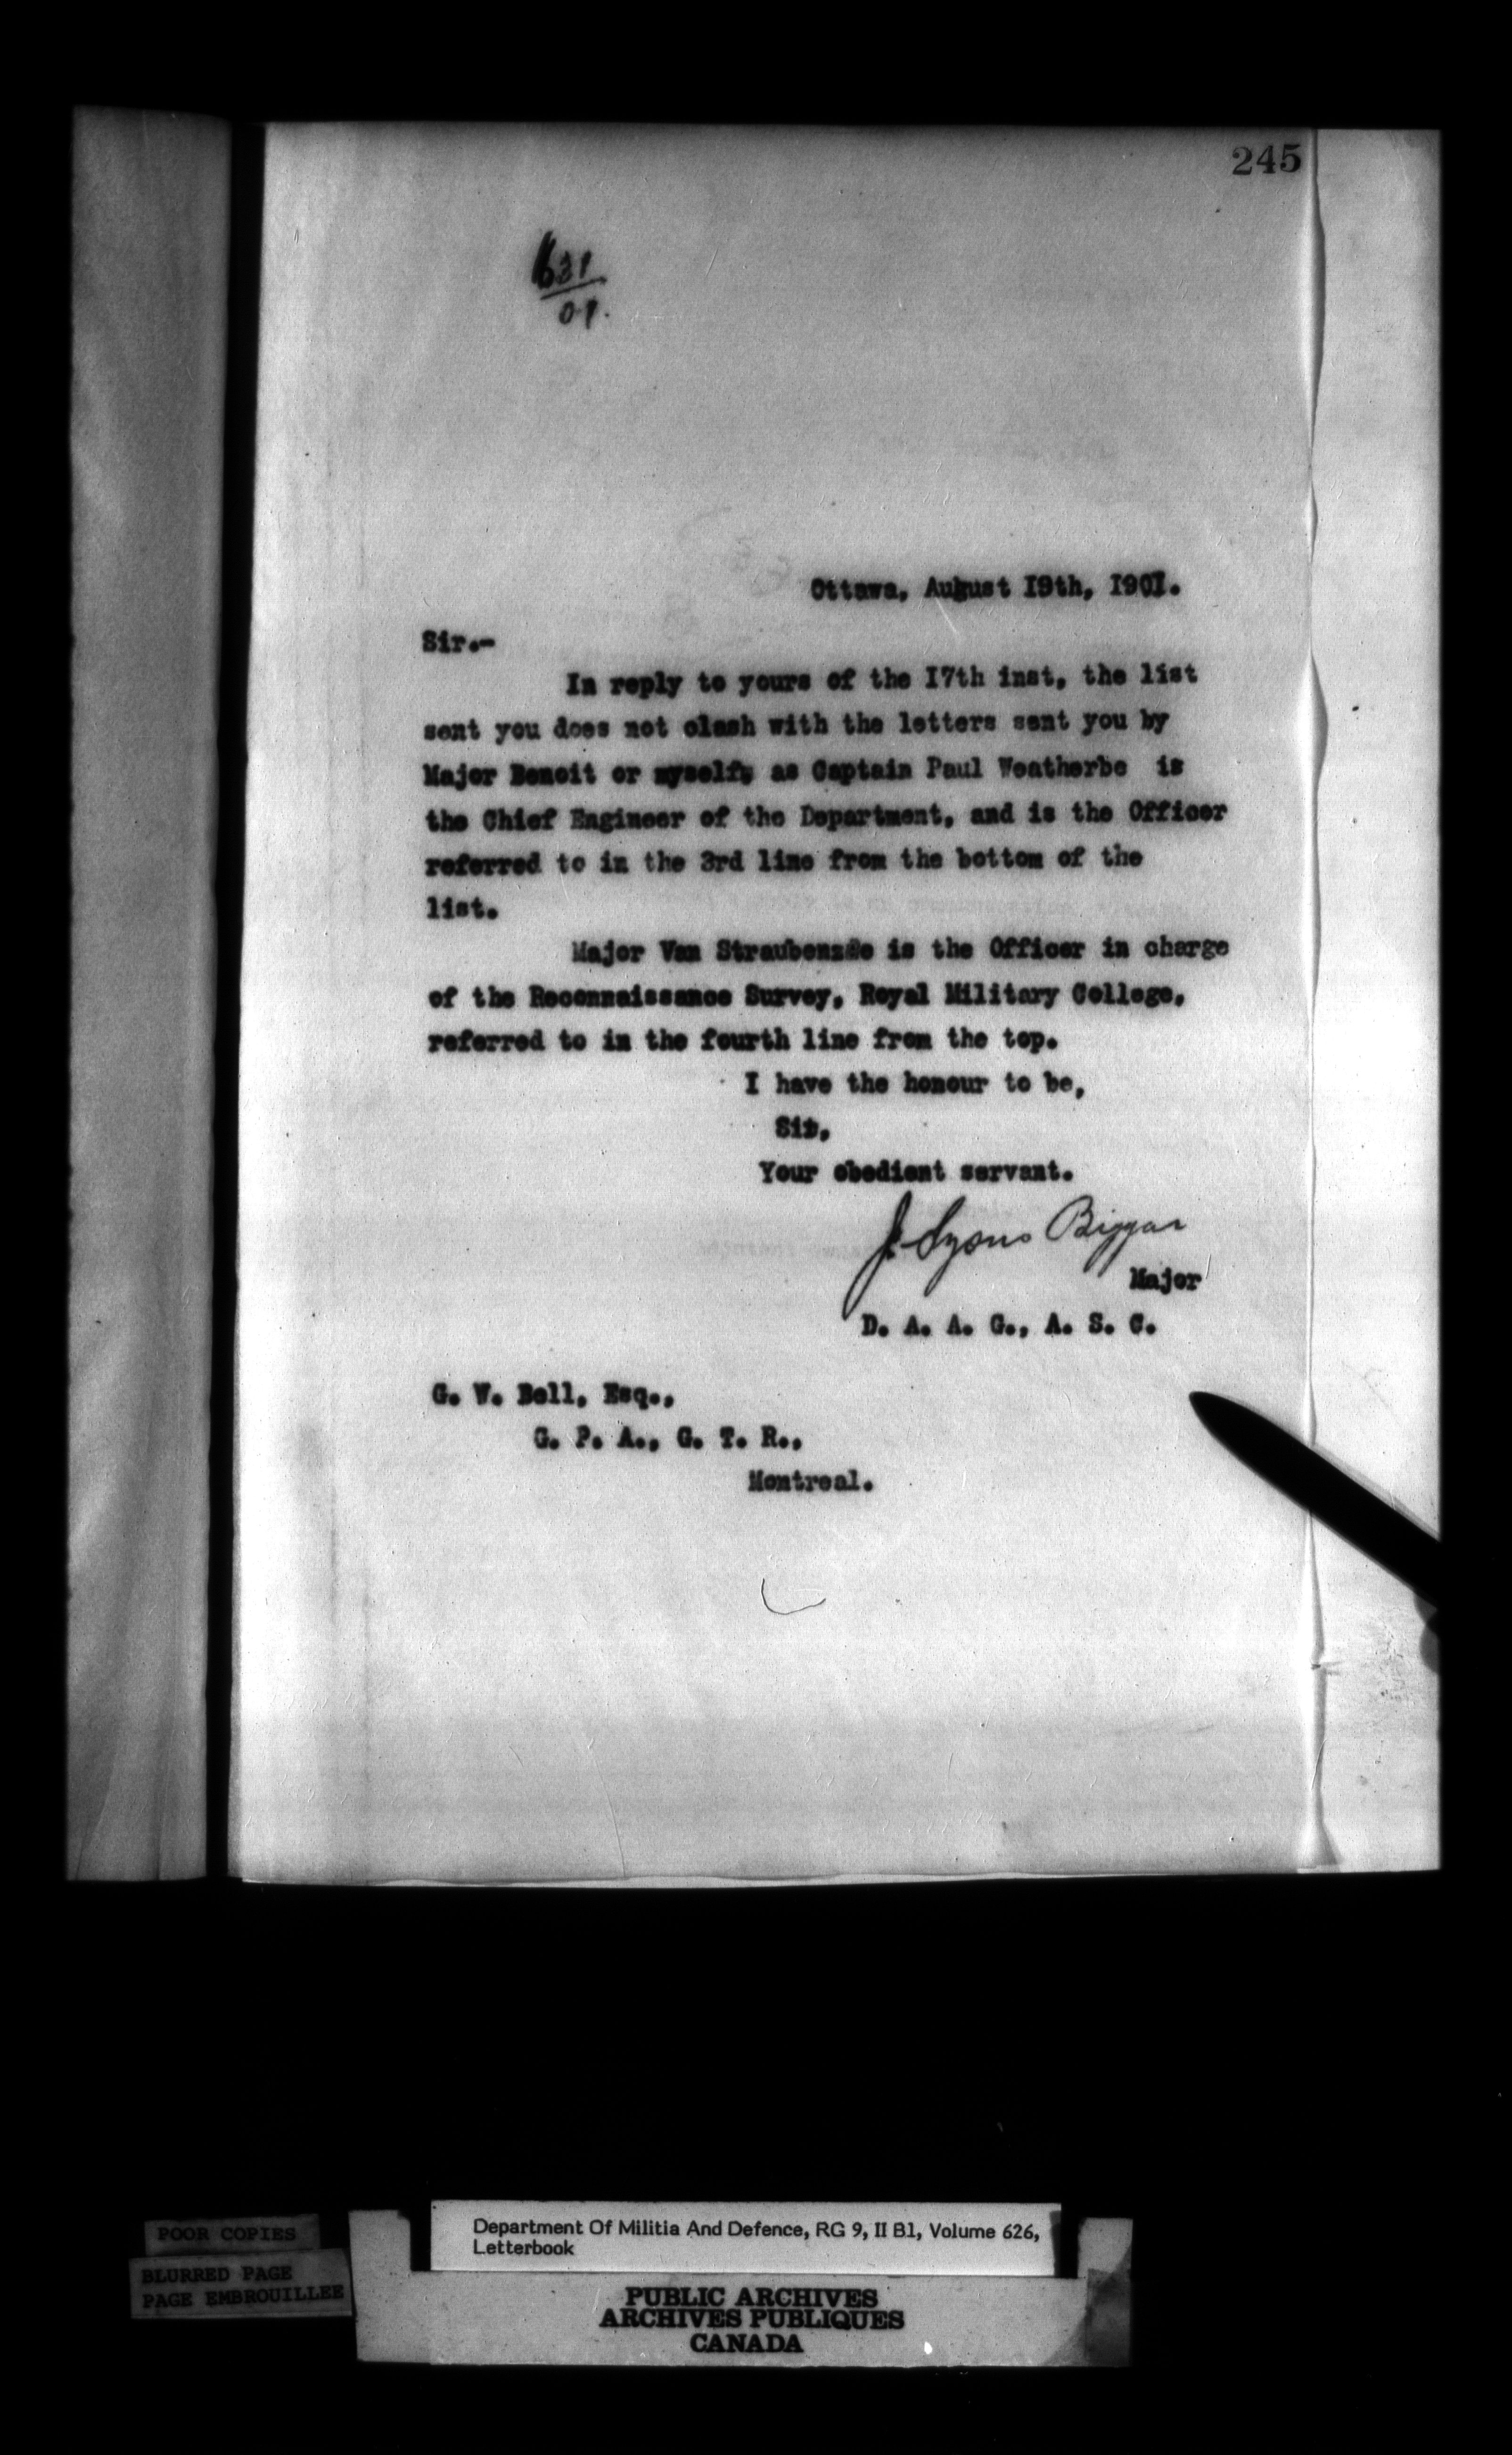 245
631
01.
Ottawa, August I9th, I90I.
Sir.-
In reply to yours of the I7th inst, the list
sent you does not clash with the letters sent you by
Major Benoit or myself, as Captain Paul Weatherbe is
the Chief Engineer of the Department, and is the Officer
referred to in the 3rd line from the bottom of the
list.
Major Van Straubenzee is the Officer in charge
of the Reconnaissance Survey, Royal Military College,
referred to in the fourth line from the top.
I have the honour to be,
Sir,
Your obedient servant.
J. Lyons Biggar
Major
D. A. A. G., A. S. C.
G. W. Bell, Esq.,
G. P. A., G. T. R.,
Montreal.
POOR COPIES
BLURRED PAGE
PAGE EMBROUILLEE
Department Of Militia And Defence, RG 9, II B1, Volume 626,
Letterbook
PUBLIC ARCHIVES
ARCHIVES PUBLIQUES
CANADA